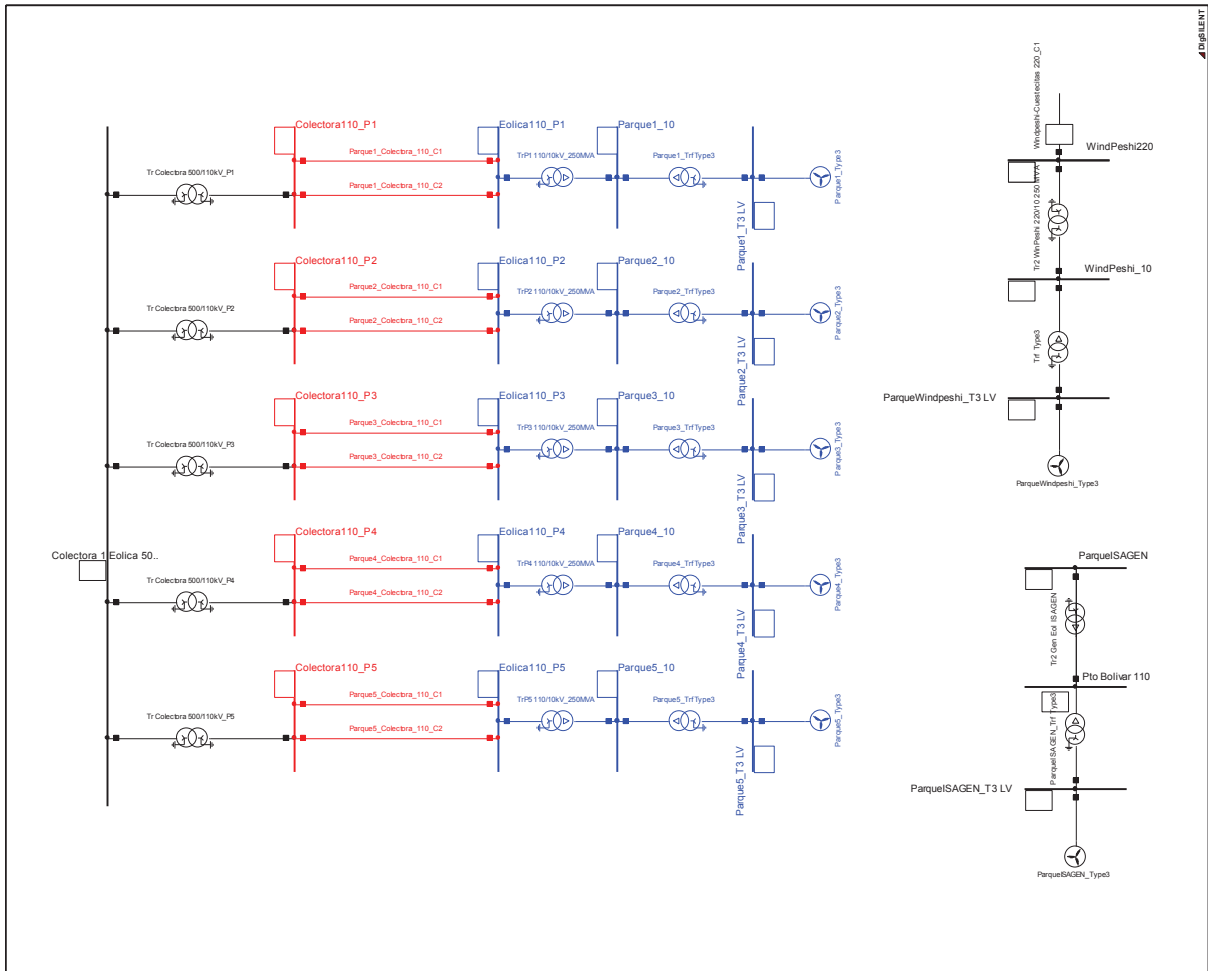 DIgSILENT
Colectora110_P1
Eolica110_P1
Parque1_10
Parque1_Colectora_110_C1
TrP1 110/10kV_250MVA
Parque1_TrfType3
Tr Colectora 500/110kV_P1
Parque1_Colectora_110_C2
Parque1_Type3
Parque1_T3 LV
Colectora110_P2
Eolica110_P2
Parque2_10
Parque2_Colectora_110_C1
TrP2 110/10kV_250MVA
Parque2_TrfType3
Tr Colectora 500/110kV_P2
Parque2_Colectora_110_C2
Parque2_Type3
Parque2_T3 LV
Colectora110_P3
Eolica110_P3
Parque3_10
Parque3_Colectora_110_C1
TrP3 110/10kV_250MVA
Parque3_TrfType3
Tr Colectora 500/110kV_P3
Parque3_Colectora_110_C2
Parque3_Type3
Parque3_T3 LV
Colectora110_P4
Eolica110_P4
Parque4_10
Colectora 1 Eolica 50..
Parque4_Colectora_110_C1
TrP4 110/10kV_250MVA
Parque4_TrfType3
Tr Colectora 500/110kV_P4
Parque4_Colectora_110_C2
Parque4_Type3
Parque4_T3 LV
Colectora110_P5
Eolica110_P5
Parque5_10
Parque5_Colectora_110_C1
TrP5 110/10kV_250MVA
Parque5_TrfType3
Tr Colectora 500/110kV_P5
Parque5_Colectora_110_C2
Parque5_Type3
Parque5_T3 LV
Windpeshi-Cuestecitas 220_C1
WindPeshi220
Tr2 WinPeshi 220/10 250 MVA
WindPeshi_10
Trf Type3
ParqueWindpeshi_T3 LV
ParqueWindpeshi_Type3
ParqueISAGEN
Tr2 Gen Eol ISAGEN
Pto Bolivar 110
ParqueISAGEN_Trf Type3
ParqueISAGEN_T3 LV
ParqueISAGEN_Type3